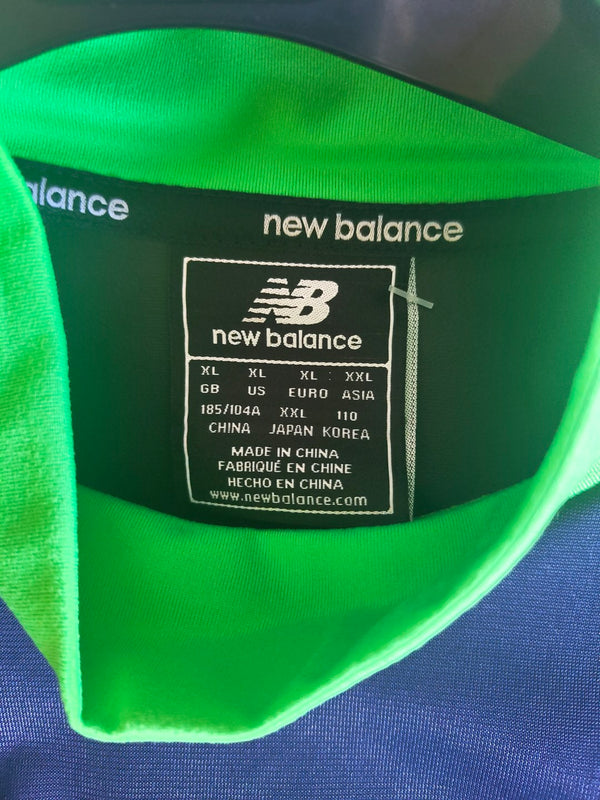 alance
new balance
NB
new balance
XL XL XL XXL
GB US EURO ASIA
185/104A XXL 110
CHINA JAPAN KOREA
MADE IN CHINA
FABRIQUÉ EN CHINE
HECHO EN CHINA
www.newbalance.com